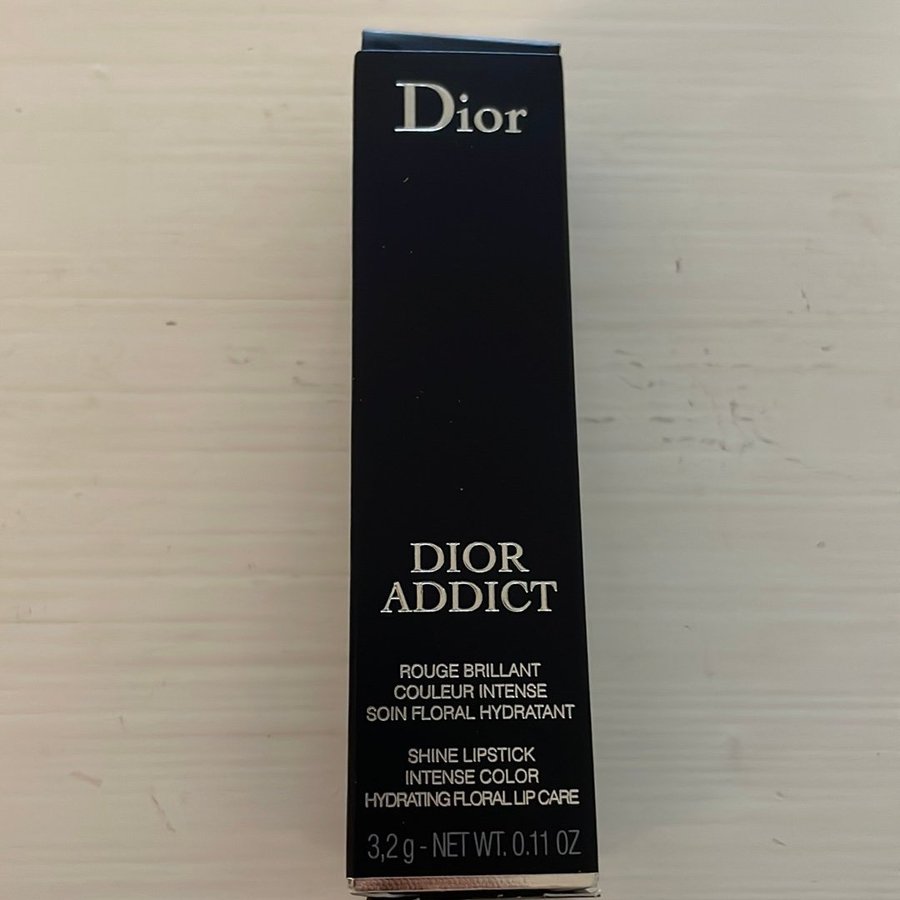 Dior
DIOR
ADDICT
ROUGE BRILLANT
COULEUR INTENSE
SOIN FLORAL HYDRATANT
SHINE LIPSTICK
INTENSE COLOR
HYDRATING FLORAL LIP CARE
3,2 g - NET WT. 0.11 OZ